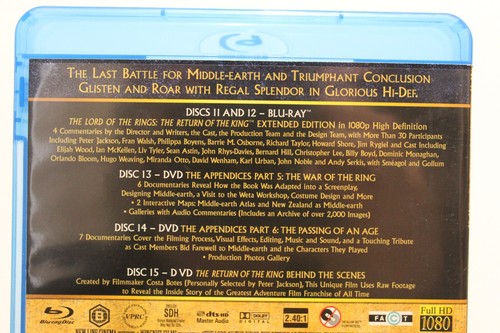 THE LAST BATTLE FOR MIDDLE-EARTH AND TRIUMPHANT CONCLUSION
GLISTEN AND ROAR WITH REGAL SPLENDOR IN GLORIOUS HI-DEF.
DISCS 11 AND 12 – BLU-RAY™
THE LORD OF THE RINGS: THE RETURN OF THE KING™ EXTENDED EDITION in 1080p High Definition
4 Commentaries by the Director and Writers, the Cast, the Production Team and the Design Team, with More Than 30 Participants
Including Peter Jackson, Fran Walsh, Philippa Boyens, Barrie M. Osborne, Richard Taylor, Howard Shore, Jim Rygiel and Cast Including
Elijah Wood, Ian McKellen, Liv Tyler, Sean Astin, John Rhys-Davies, Bernard Hill, Christopher Lee, Billy Boyd, Dominic Monaghan,
Orlando Bloom, Hugo Weaving, Miranda Otto, David Wenham, Karl Urban, John Noble and Andy Serkis, with Sméagol and Gollum
DISC 13 – DVD THE APPENDICES PART 5: THE WAR OF THE RING
6 Documentaries Reveal How the Book Was Adapted into a Screenplay,
Designing Middle-earth, a Visit to the Weta Workshop, Costume Design and More
• 2 Interactive Maps: Middle-earth Atlas and New Zealand as Middle-earth
• Galleries with Audio Commentaries (Includes an Archive of over 2,000 Images)
DISC 14 – DVD THE APPENDICES PART 6: THE PASSING OF AN AGE
7 Documentaries Cover the Filming Process, Visual Effects, Editing, Music and Sound, and a Touching Tribute
as Cast Members Bid Farewell to Middle-earth and the Characters They Played
• Production Photos Gallery
DISC 15 – DVD THE RETURN OF THE KING BEHIND THE SCENES
Created by Filmmaker Costa Botes (Personally Selected by Peter Jackson), This Unique Film Uses Raw Footage
to Reveal the Inside Story of the Greatest Adventure Film Franchise of All Time
Blu-ray Disc VPRC ENGLISH SDH dts-HD Master Audio DOLBY DIGITAL 2.40:1 FACT Full HD 1080